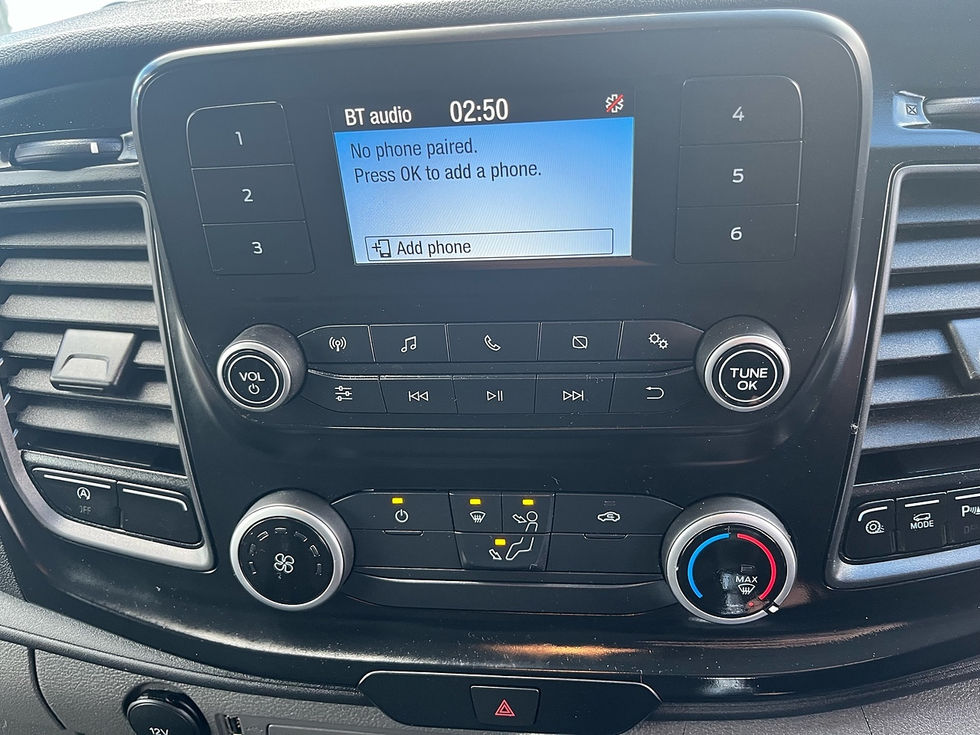 BT audio 02:50
No phone paired.
Press OK to add a phone.
Add phone
1
2
3
4
5
6
VOL
TUNE
OK
A
OFF
MODE
MAX
12V